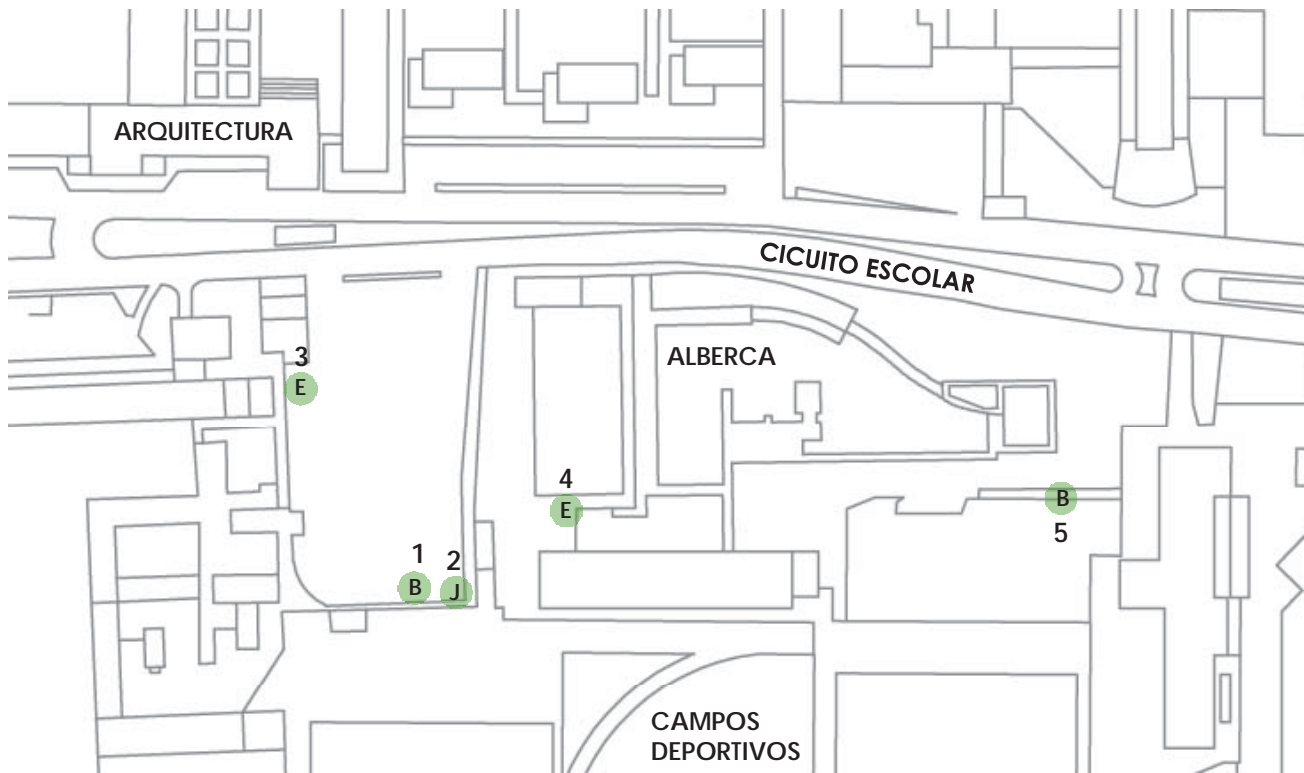 ARQUITECTURA
CICUITO ESCOLAR
3
E
ALBERCA
4
E
B
5
1
B
2
J
CAMPOS
DEPORTIVOS